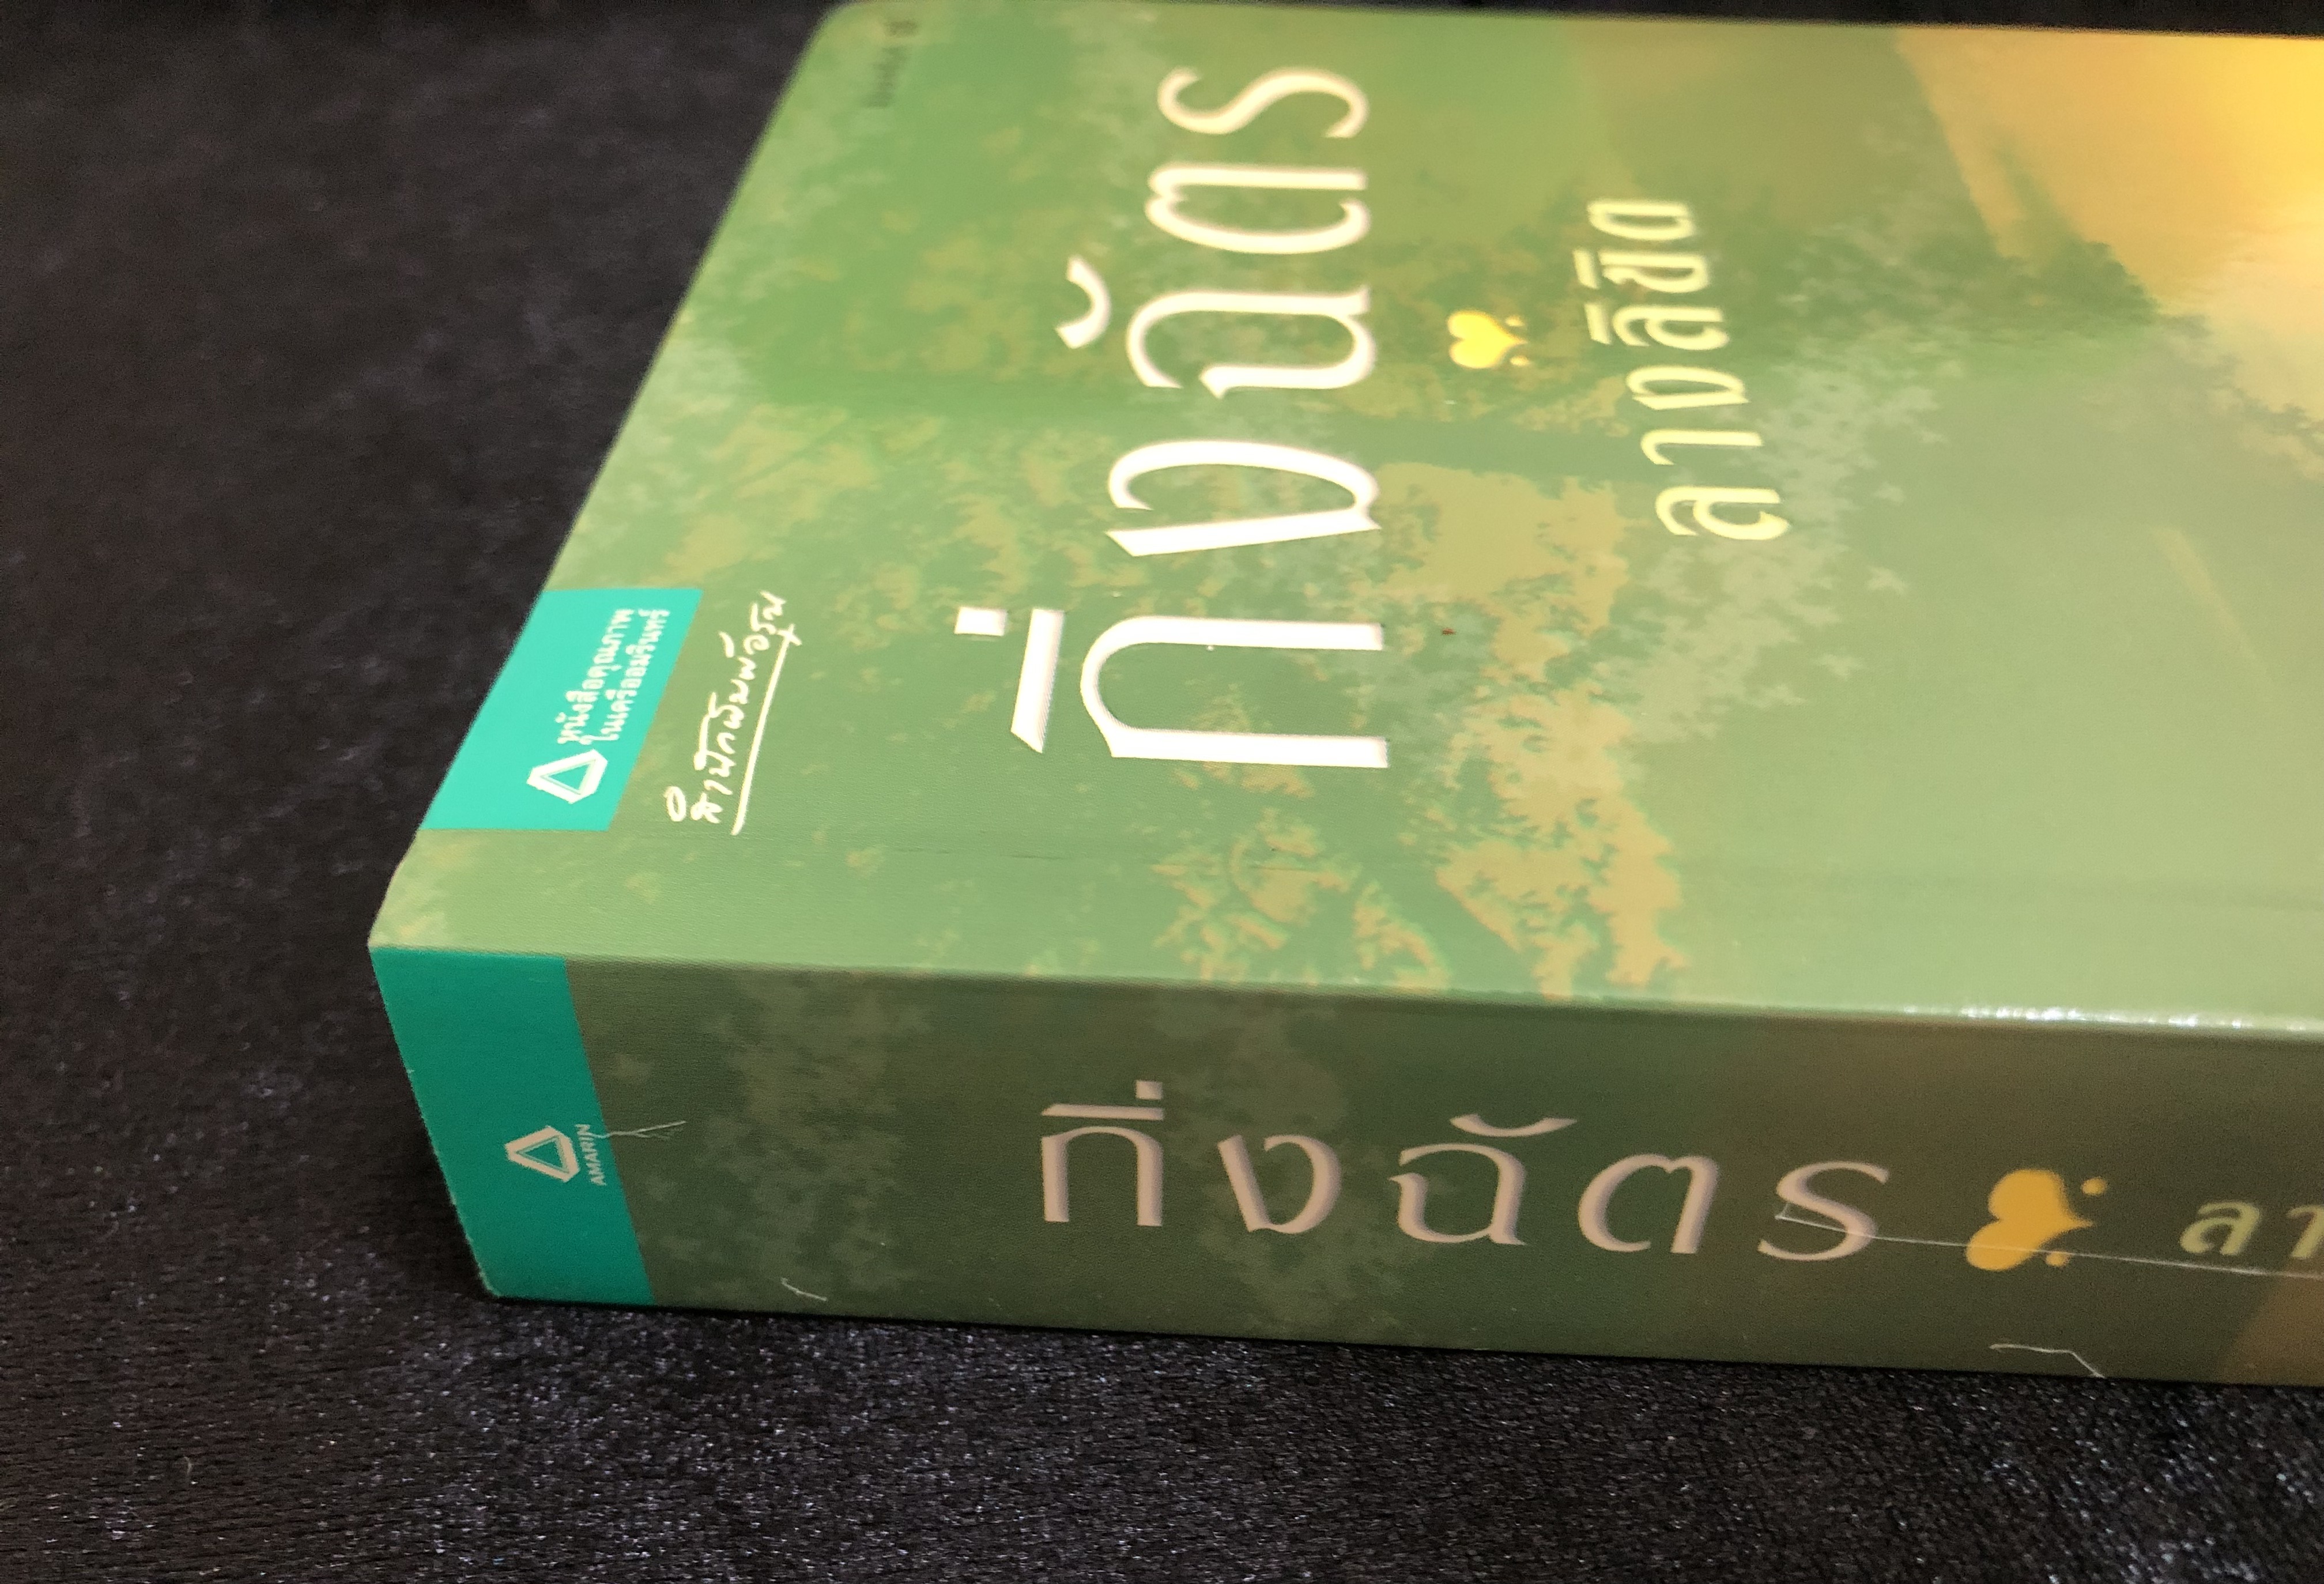 กิ่งฉัตร
ลางลิขิต
สำนักพิมพ์อรุณ
หนังสือคุณภาพ
ในเครืออมรินทร์
AMARIN
กิ่งฉัตร
ลา